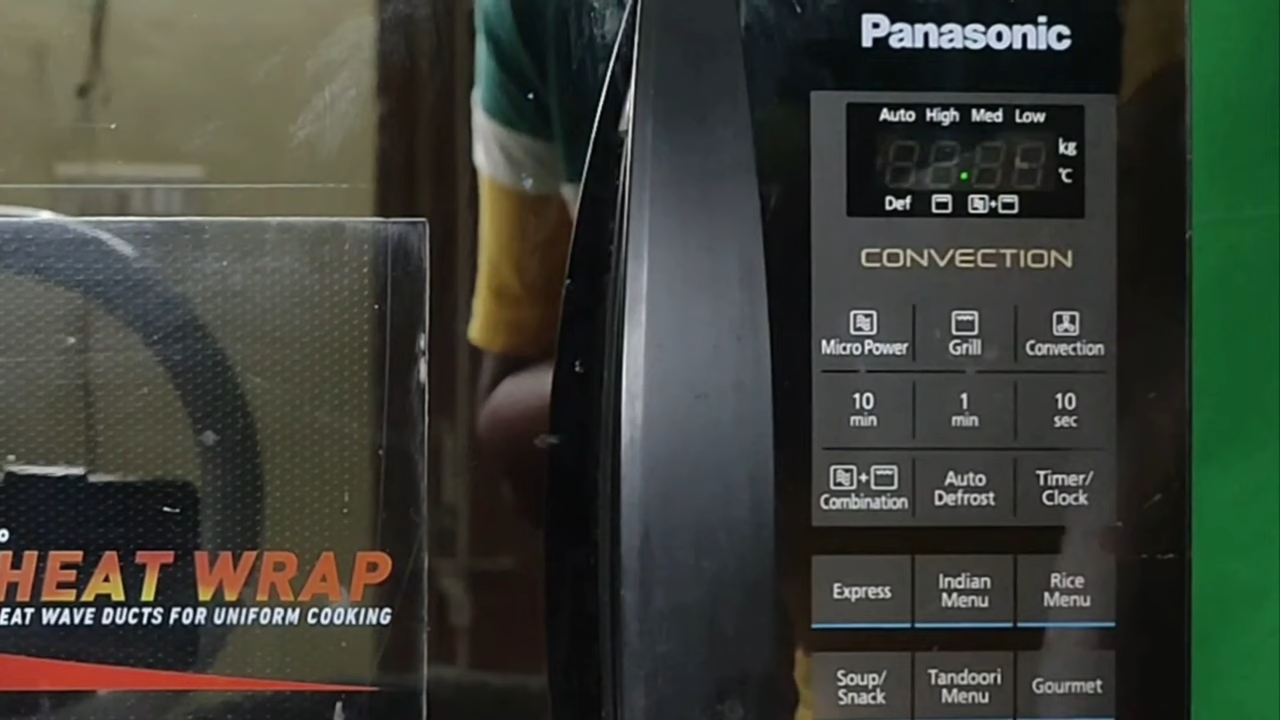 Panasonic
Auto High Med Low
kg
°C
Def
CONVECTION
Micro Power
Grill
Convection
10
min
1
min
10
sec
+
Combination
Auto
Defrost
Timer/
Clock
Express
Indian
Menu
Rice
Menu
Soup/
Snack
Tandoori
Menu
Gourmet
HEAT WRAP
EAT WAVE DUCTS FOR UNIFORM COOKING